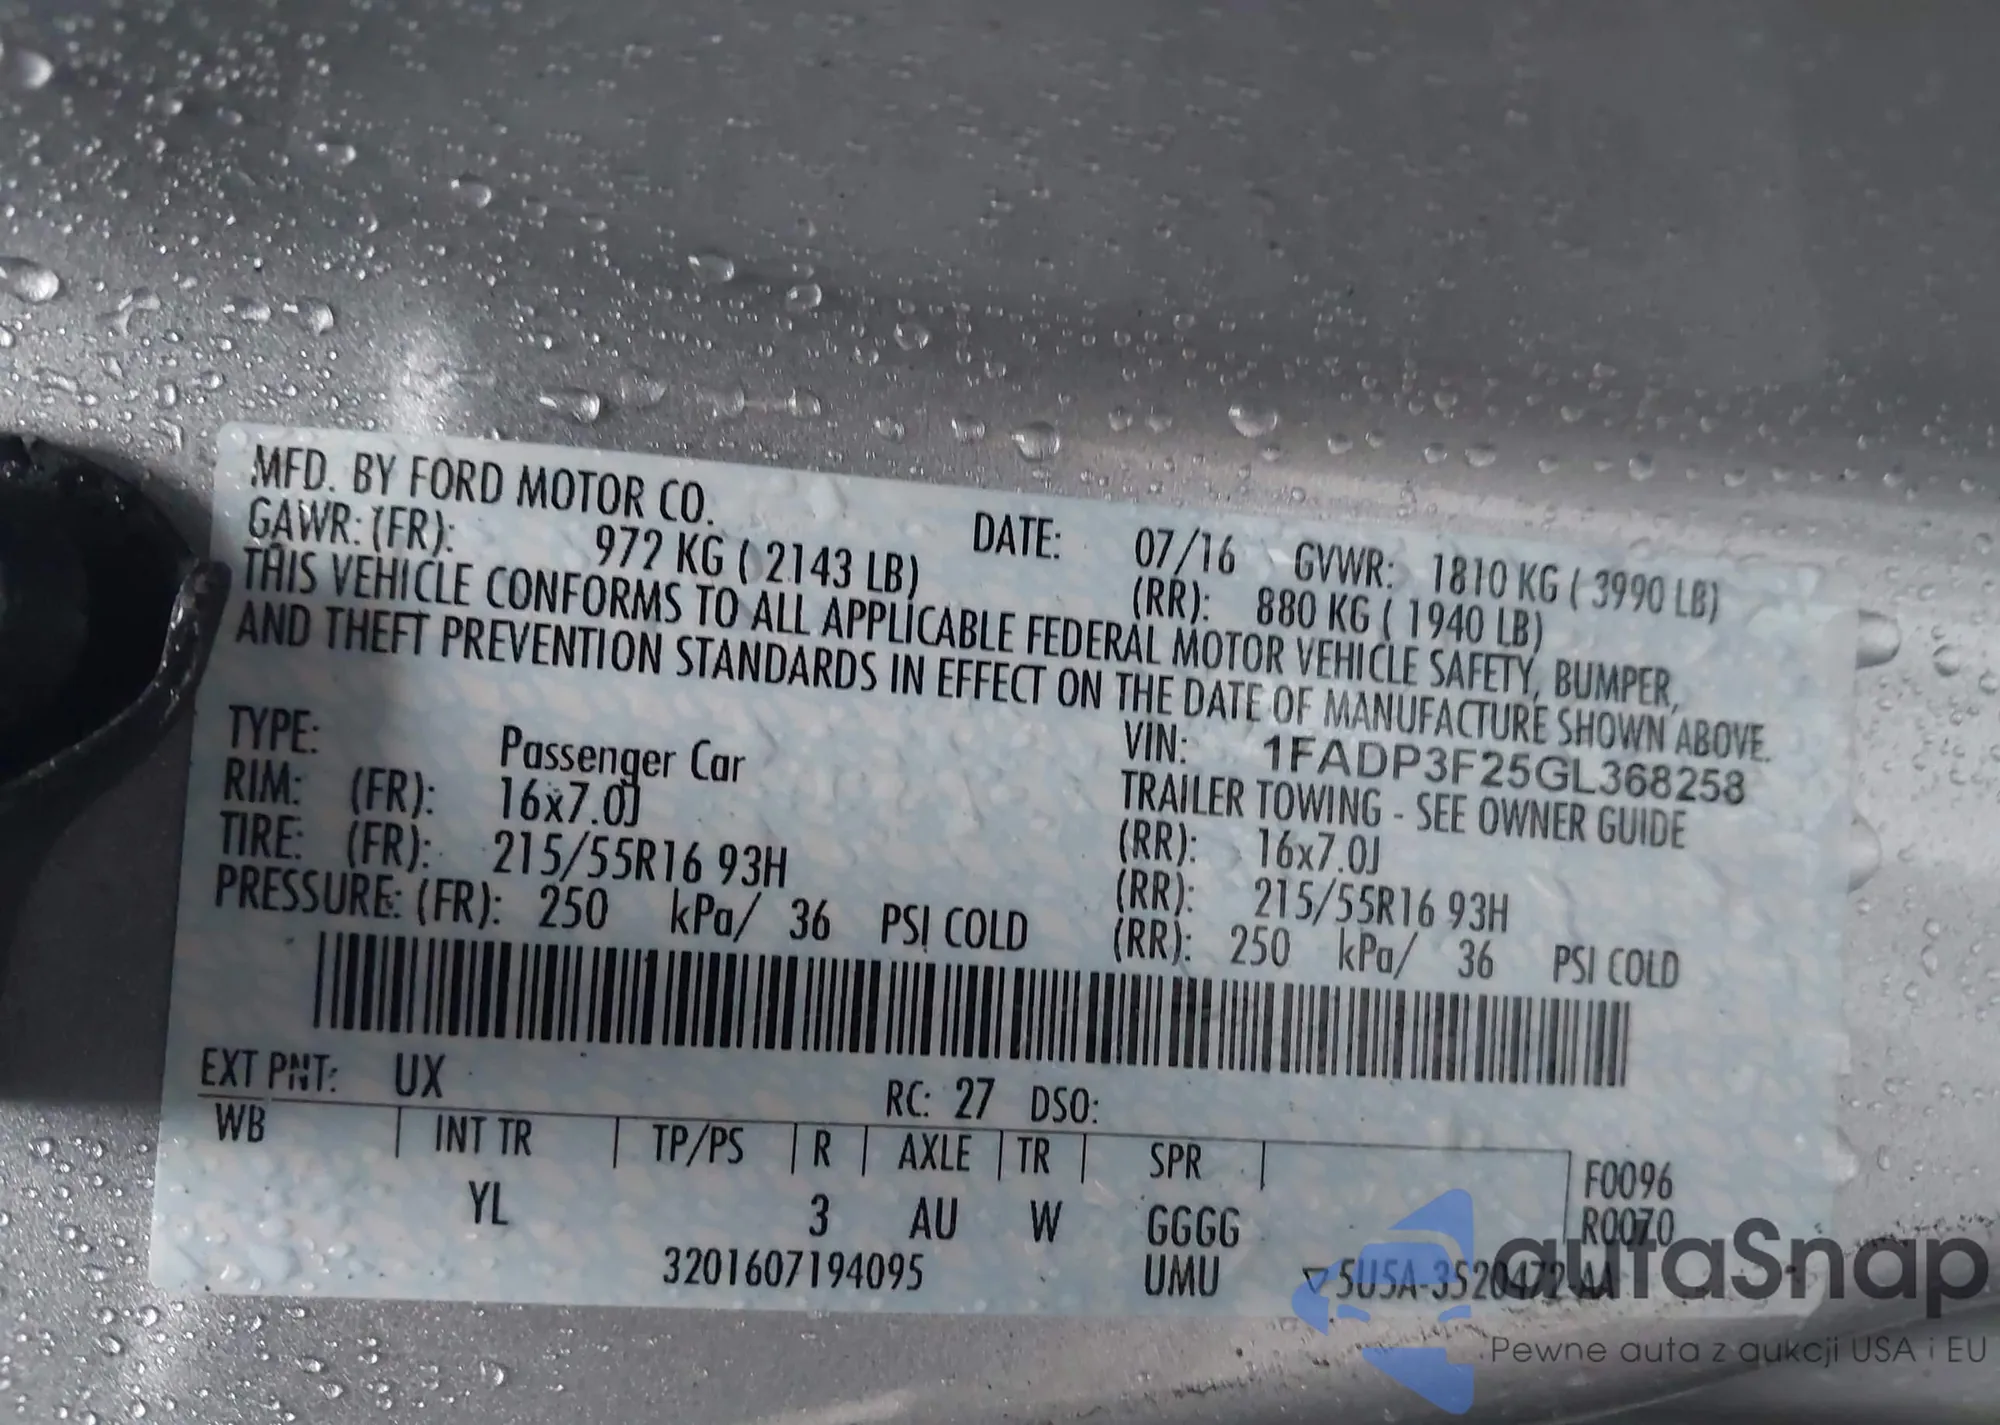 MFD. BY FORD MOTOR CO.
DATE: 07/16 GVWR: 1810 KG ( 3990 LB)
GAWR: (FR): 972 KG ( 2143 LB) (RR): 880 KG ( 1940 LB)
THIS VEHICLE CONFORMS TO ALL APPLICABLE FEDERAL MOTOR VEHICLE SAFETY, BUMPER,
AND THEFT PREVENTION STANDARDS IN EFFECT ON THE DATE OF MANUFACTURE SHOWN ABOVE.
TYPE: Passenger Car VIN: 1FADP3F25GL368258
TRAILER TOWING - SEE OWNER GUIDE
RIM: (FR): 16x7.0J (RR): 16x7.0J
TIRE: (FR): 215/55R16 93H (RR): 215/55R16 93H
PRESSURE: (FR): 250 kPa/ 36 PSI COLD (RR): 250 kPa/ 36 PSI COLD
EXT PNT: UX RC: 27 DSO:
WB INT TR TP/PS R AXLE TR SPR F0096
YL 3 AU W GGGG R0070
3201607194095 UMU ▽5U5A-3520472-AA
autaSnap
Pewne auta z aukcji USA i EU